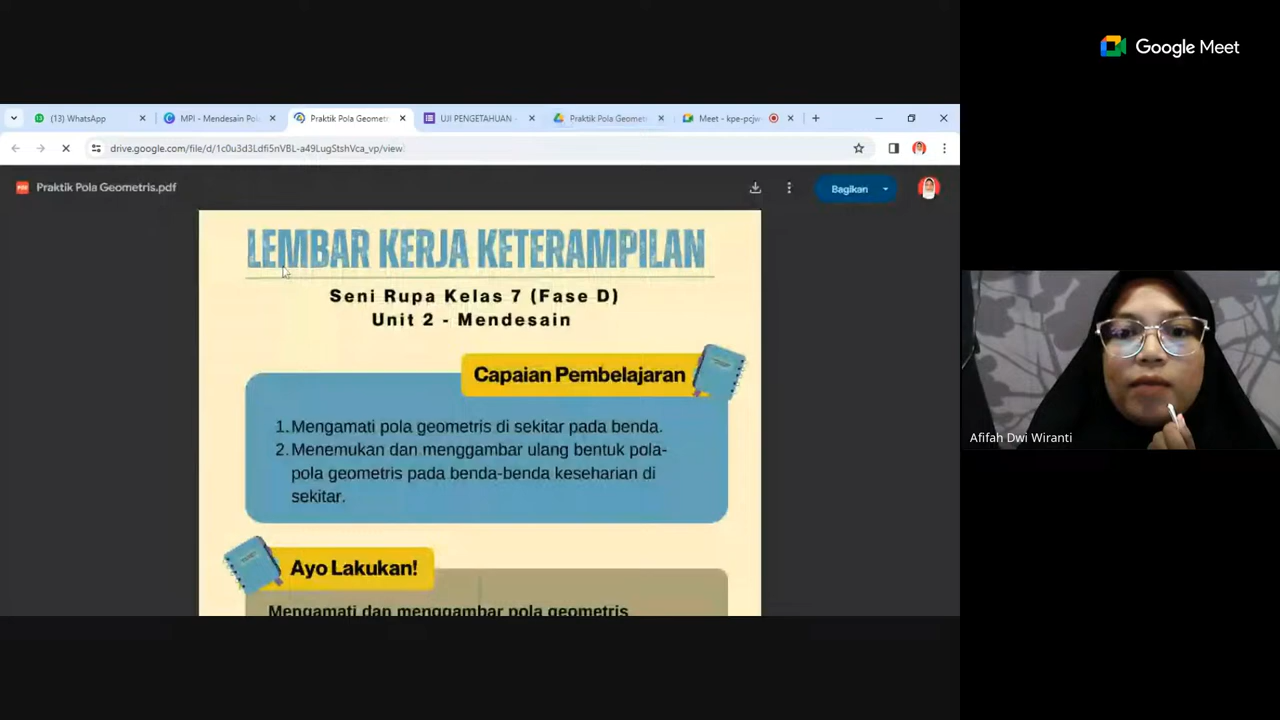 Google Meet
(13) WhatsApp
MPI - Mendesain Pol
Praktik Pola Geometr
UJI PENGETAHUAN -
Praktik Pola Geometr
Meet - kpe-pcjw
drive.google.com/file/d/1c0u3d3Ldfi5nVBL-a49LugStshVca_vp/view
Praktik Pola Geometris.pdf
Bagikan
LEMBAR KERJA KETERAMPILAN
Seni Rupa Kelas 7 (Fase D)
Unit 2 - Mendesain
Capaian Pembelajaran
1. Mengamati pola geometris di sekitar pada benda.
2. Menemukan dan menggambar ulang bentuk pola-
pola geometris pada benda-benda keseharian di
sekitar.
Ayo Lakukan!
Mengamati dan menggambar pola geometris
Afifah Dwi Wiranti